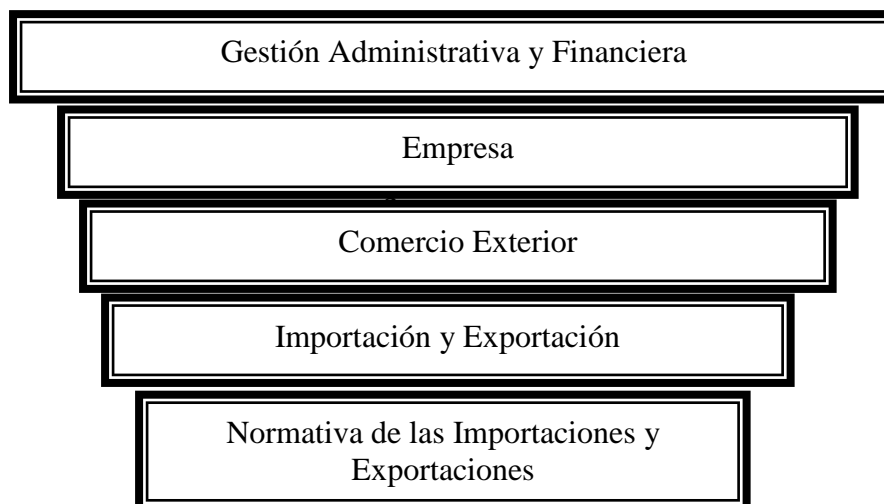 Gestión Administrativa y Financiera
Empresa
Comercio Exterior
Importación y Exportación
Normativa de las Importaciones y
Exportaciones